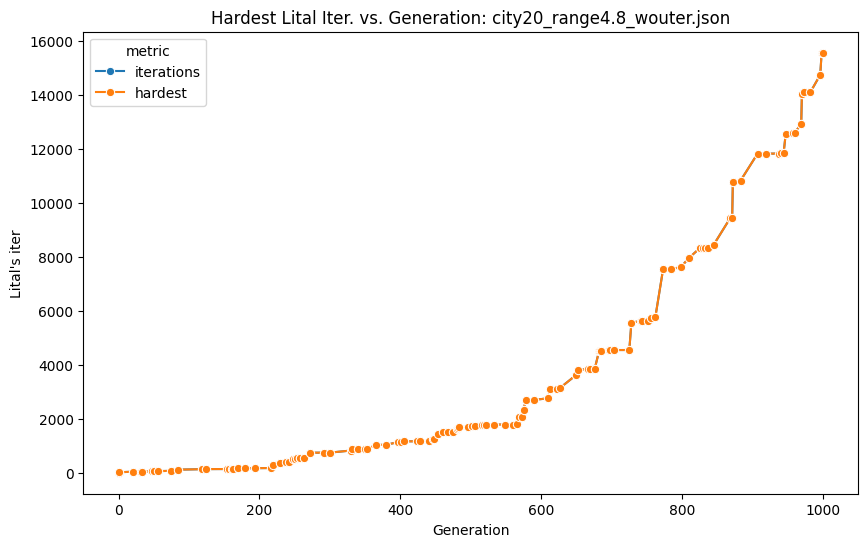 Hardest Lital Iter. vs. Generation: city20_range4.8_wouter.json
metric
iterations
hardest
16000
14000
12000
10000
8000
6000
4000
2000
0
Lital's iter
0 200 400 600 800 1000
Generation